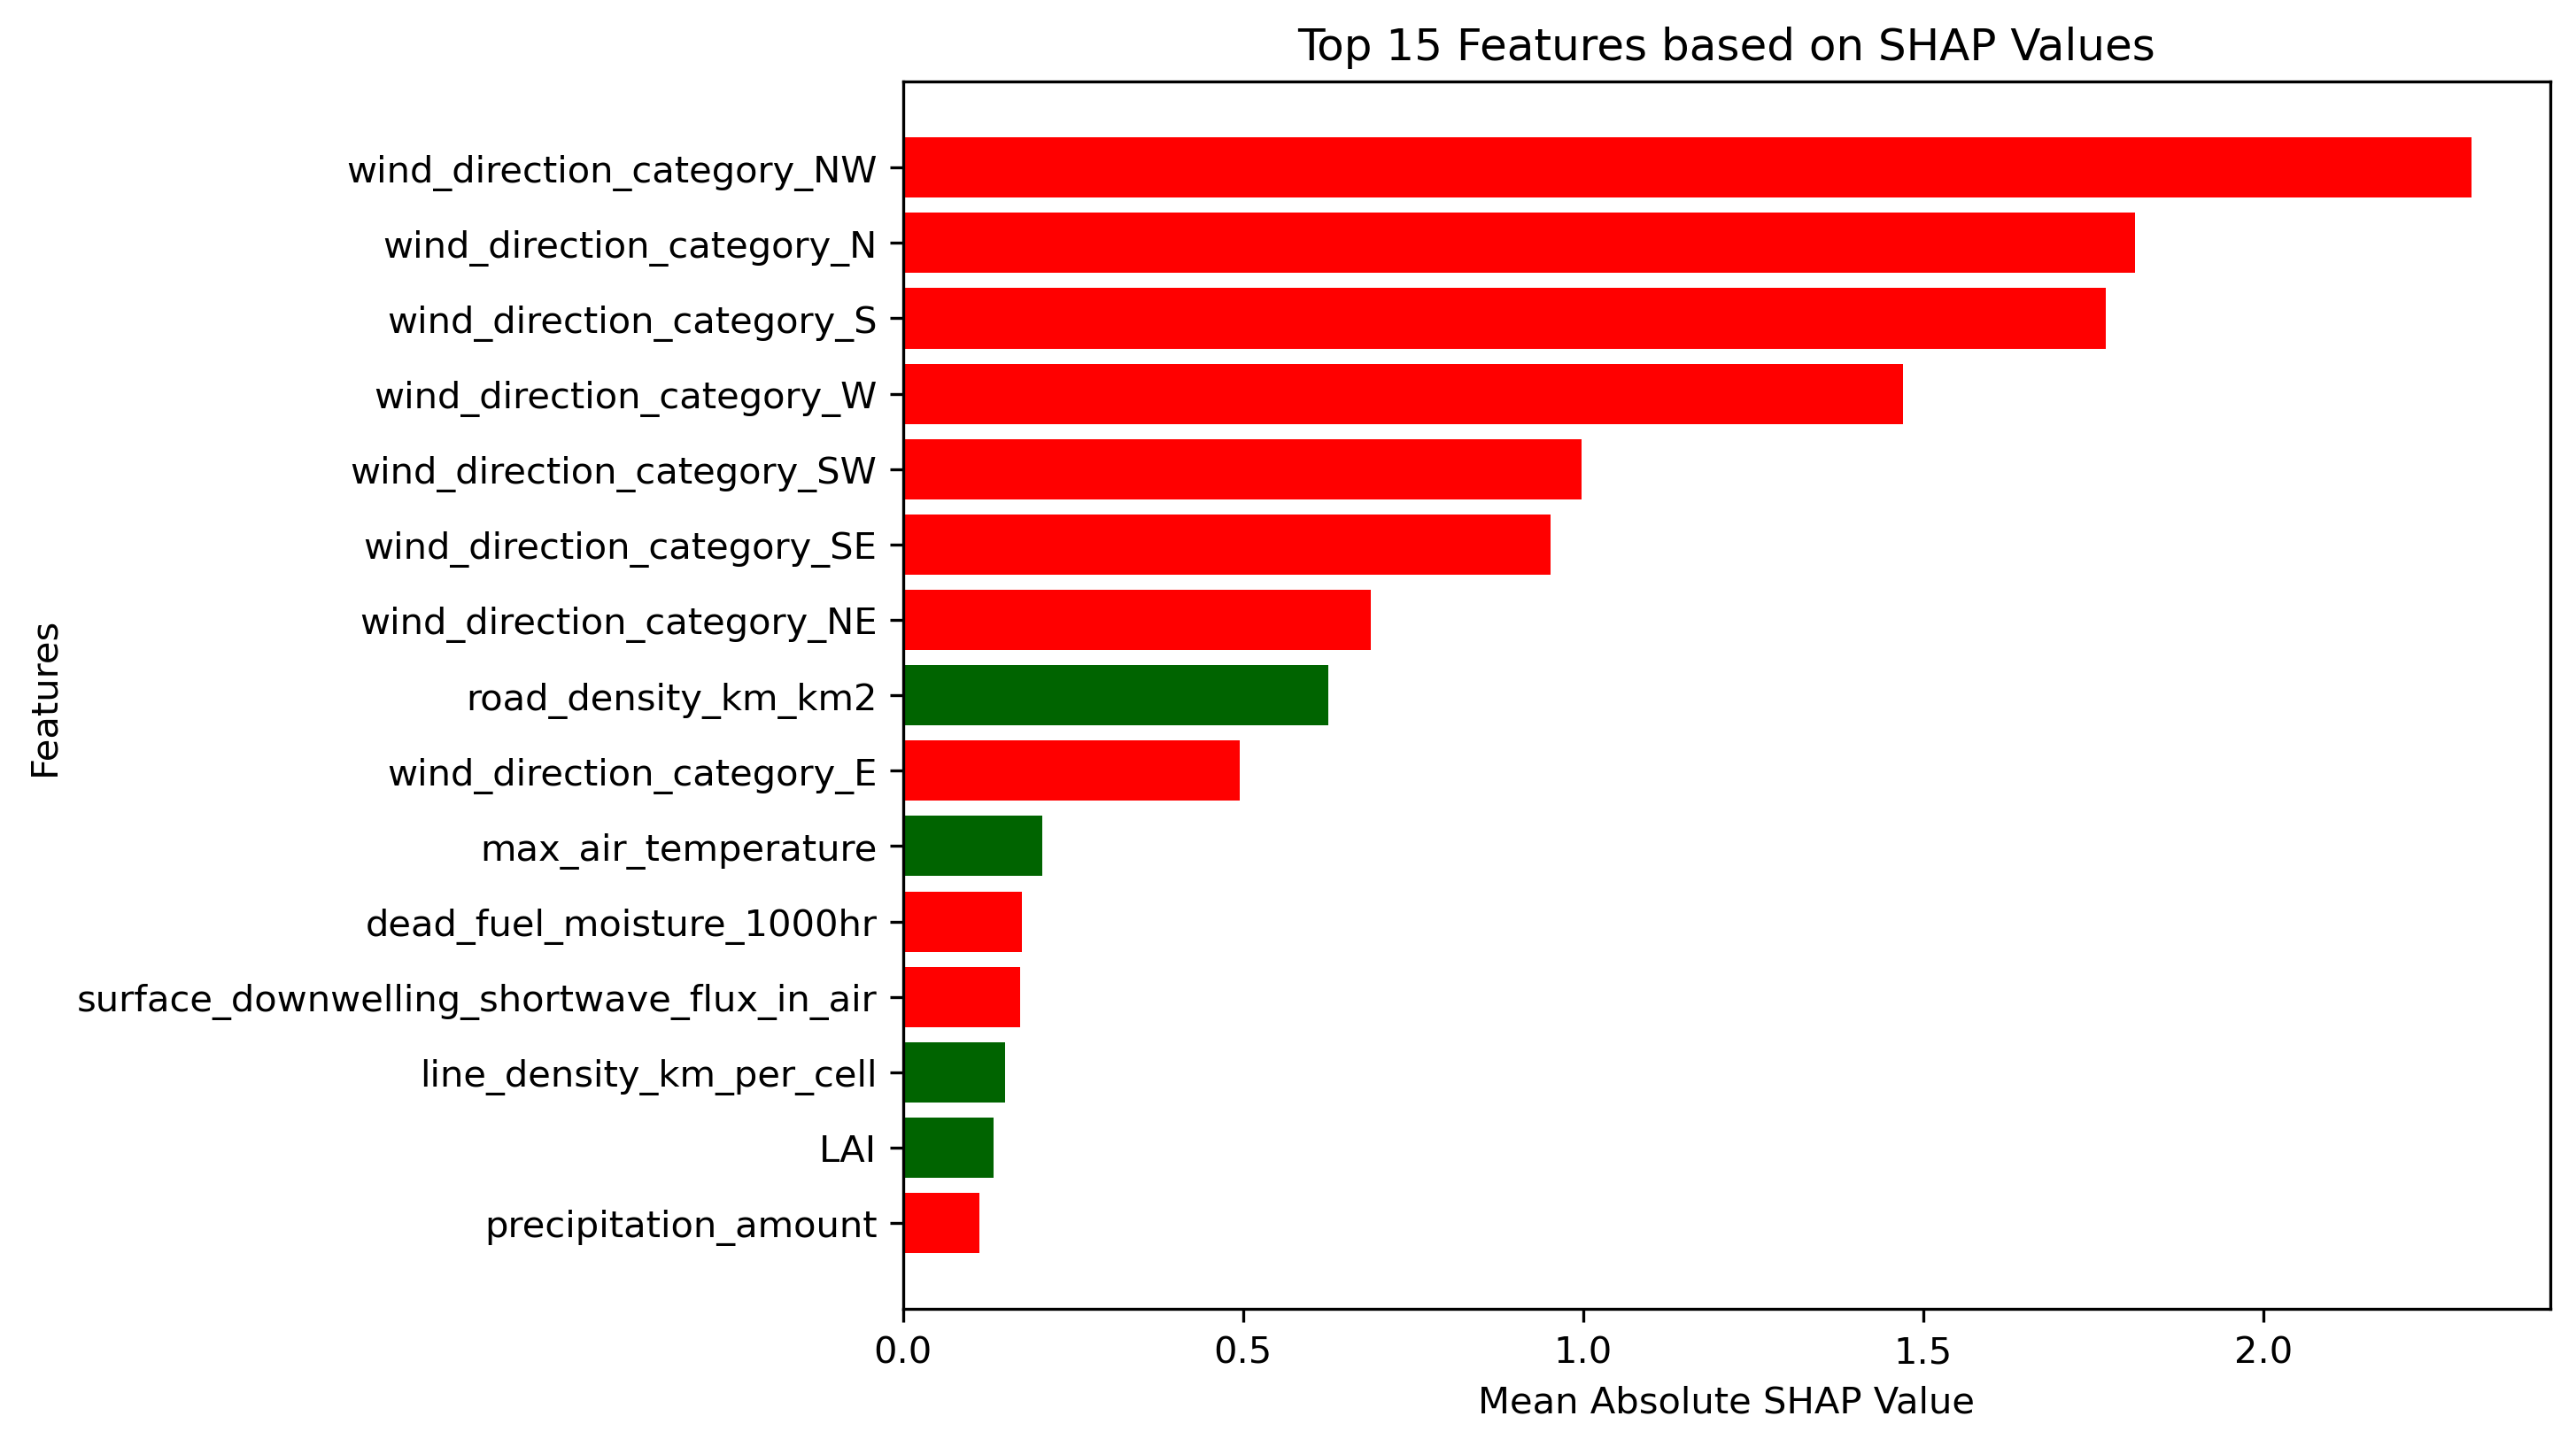 Top 15 Features based on SHAP Values
Features
wind_direction_category_NW
wind_direction_category_N
wind_direction_category_S
wind_direction_category_W
wind_direction_category_SW
wind_direction_category_SE
wind_direction_category_NE
road_density_km_km2
wind_direction_category_E
max_air_temperature
dead_fuel_moisture_1000hr
surface_downwelling_shortwave_flux_in_air
line_density_km_per_cell
LAI
precipitation_amount
0.0 0.5 1.0 1.5 2.0
Mean Absolute SHAP Value